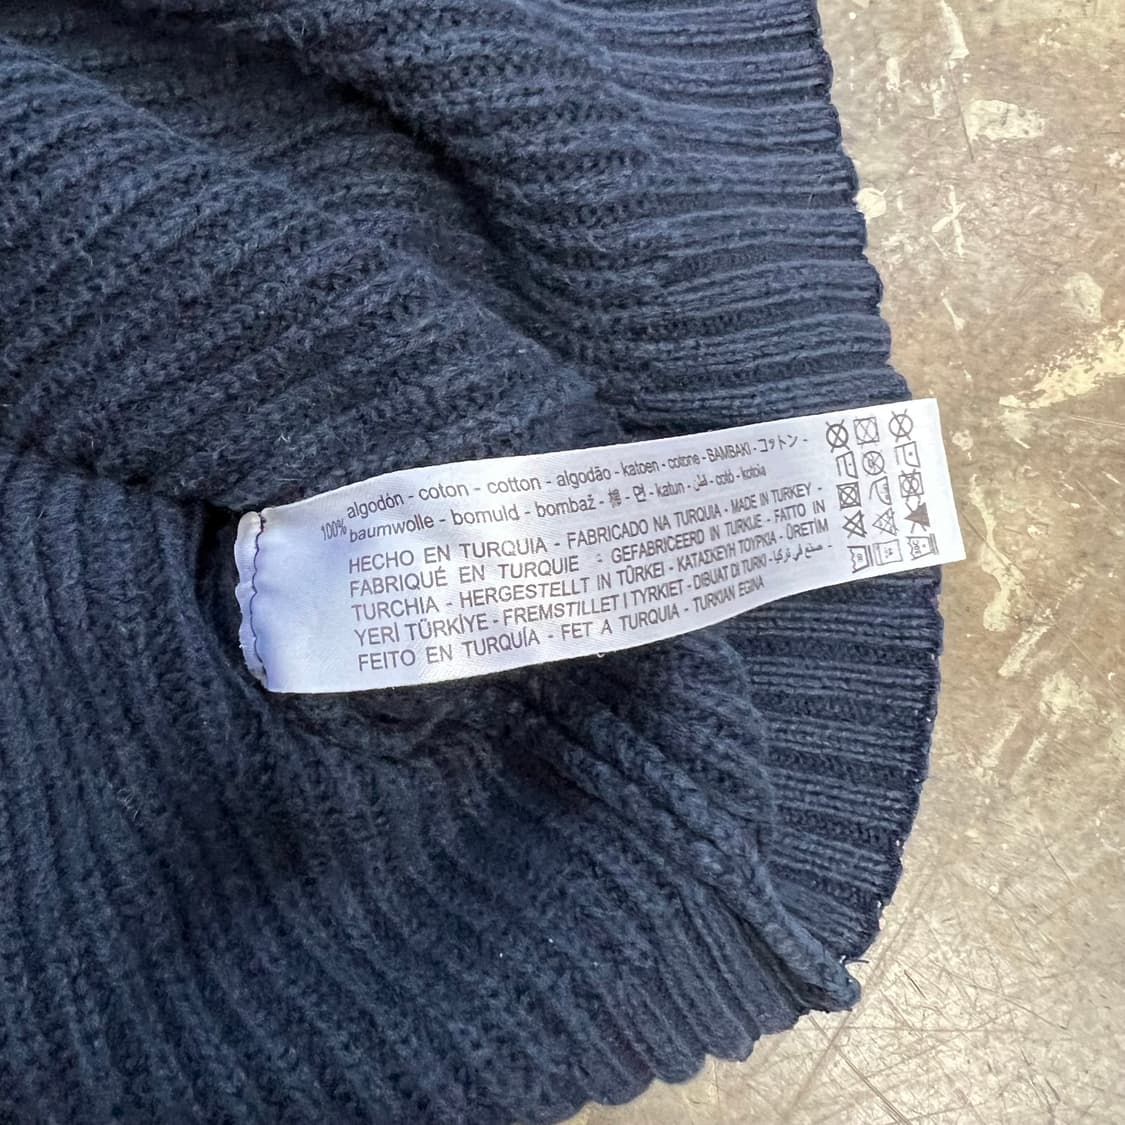 100% algodón - coton - cotton - algodão - katoen - cotone - BAMBAKI - コットン -
baumwolle - bomuld - bombaž - 棉 - 면 - katun - قطن - cotó - kotoia
HECHO EN TURQUIA - FABRICADO NA TURQUIA - MADE IN TURKEY -
FABRIQUÉ EN TURQUIE - GEFABRICEERD IN TURKIJE - FATTO IN
TURCHIA - HERGESTELLT IN TÜRKEI - ΚΑΤΑΣΚΕΥΗ ΤΟΥΡΚΙΑ - ÜRETİM
YERİ TÜRKİYE - FREMSTILLET I TYRKIET - DIBUAT DI TURKI - صنع في تركيا -
FEITO EN TURQUÍA - FET A TURQUIA - TURKIAN EGINA